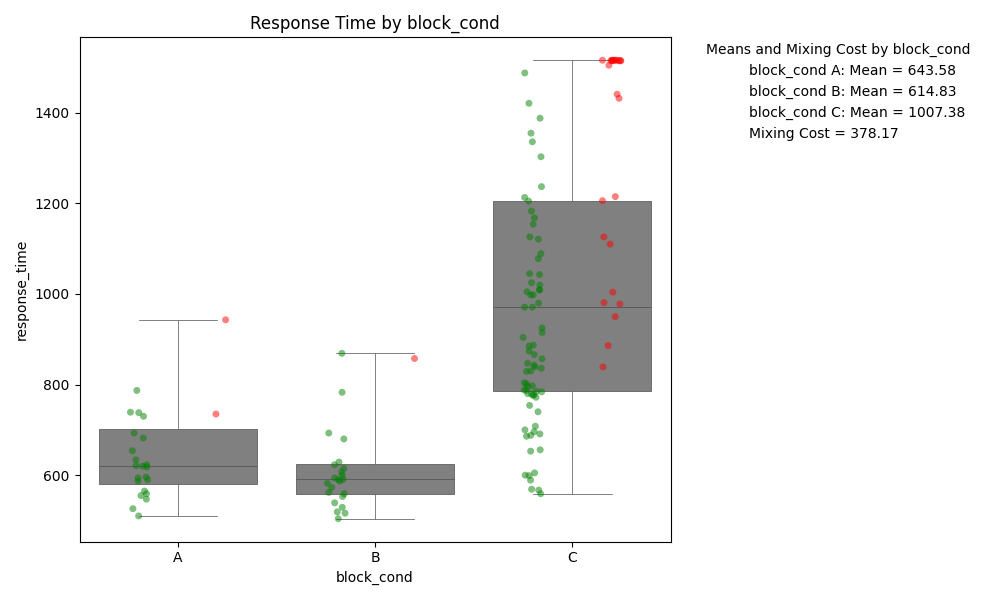 Response Time by block_cond
Means and Mixing Cost by block_cond
block_cond A: Mean = 643.58
block_cond B: Mean = 614.83
block_cond C: Mean = 1007.38
Mixing Cost = 378.17
response_time
1400
1200
1000
800
600
A
B
C
block_cond